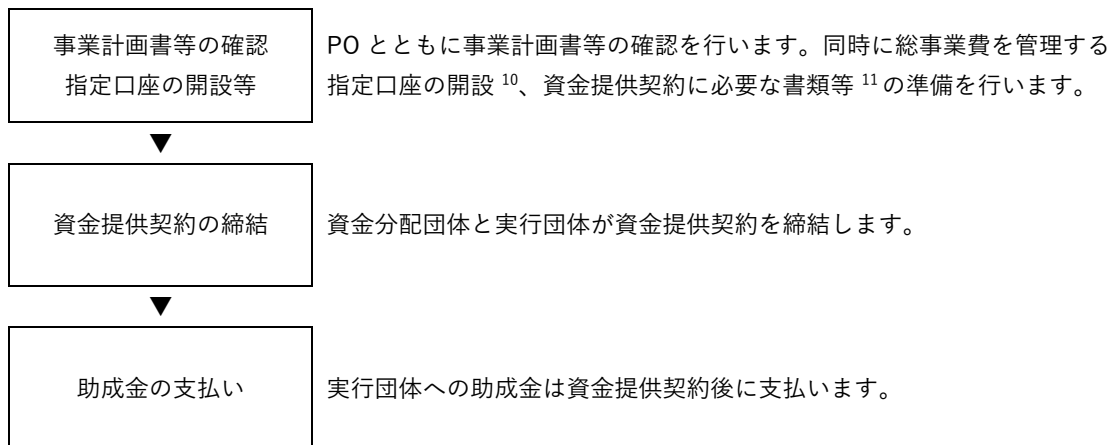 事業計画書等の確認
指定口座の開設等
PO とともに事業計画書等の確認を行います。同時に総事業費を管理する
指定口座の開設 10、資金提供契約に必要な書類等 11 の準備を行います。
▼
資金提供契約の締結
資金分配団体と実行団体が資金提供契約を締結します。
▼
助成金の支払い
実行団体への助成金は資金提供契約後に支払います。